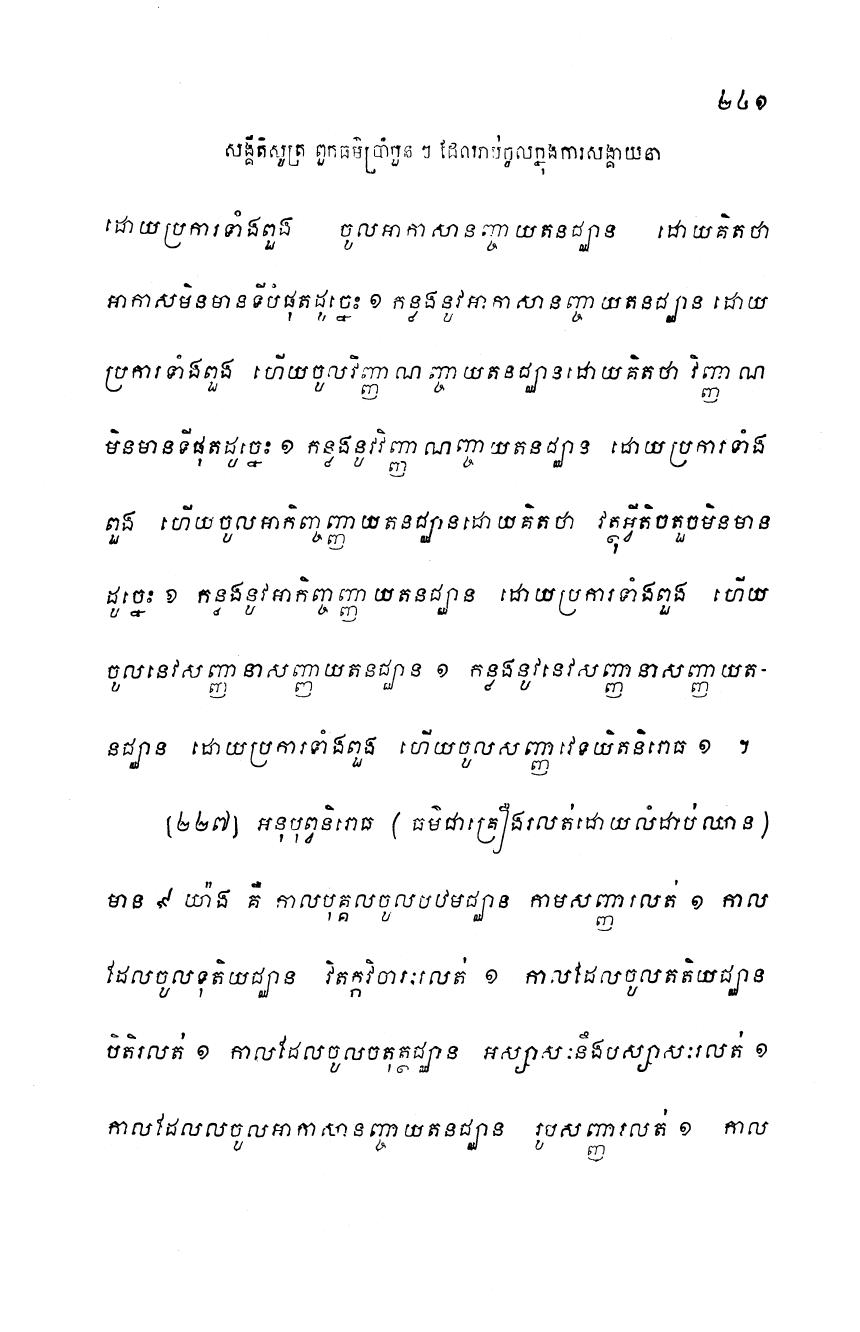 ២៤១
សង្គីតិសូត្រ ពួកធម៌ប្រាំបួន ៗ ដែលរាប់ចូលក្នុងការសង្គាយនា
ដោយប្រការទាំងពួង ចូលអាកាសានញ្ចាយតនជ្ឈាន ដោយគិតថា
អាកាសមិនមានទីបំផុតដូច្នេះ ១ កន្លងនូវអាកាសានញ្ចាយតនជ្ឈាន ដោយ
ប្រការទាំងពួង ហើយចូលវិញ្ញាណញ្ចាយតនជ្ឈានដោយគិតថា វិញ្ញាណ
មិនមានទីផុតដូច្នេះ ១ កន្លងនូវវិញ្ញាណញ្ចាយតនជ្ឈាន ដោយប្រការទាំង
ពួង ហើយចូលអាកិញ្ចញ្ញាយតនជ្ឈានដោយគិតថា វត្ថុអ្វីតិចតួចមិនមាន
ដូច្នេះ ១ កន្លងនូវអាកិញ្ចញ្ញាយតនជ្ឈាន ដោយប្រការទាំងពួង ហើយ
ចូលនេវសញ្ញានាសញ្ញាយតនជ្ឈាន ១ កន្លងនូវនេវសញ្ញានាសញ្ញាយត-
នជ្ឈាន ដោយប្រការទាំងពួង ហើយចូលសញ្ញាវេទយិតនិរោធ ១ ។
(២២៧) អនុបុព្វនិរោធ ( ធម៌ជាគ្រឿងរលត់ដោយលំដាប់ឈាន )
មាន ៩ យ៉ាង គឺ កាលបុគ្គលចូលបឋមជ្ឈាន កាមសញ្ញារលត់ ១ កាល
ដែលចូលទុតិយជ្ឈាន វិតក្កវិចារៈរលត់ ១ កាលដែលចូលតតិយជ្ឈាន
បិតិរលត់ ១ កាលដែលចូលចតុត្ថជ្ឈាន អស្សាសៈនឹងបស្សាសៈរលត់ ១
កាលដែលលចូលអាកាសានញ្ចាយតនជ្ឈាន រូបសញ្ញារលត់ ១ កាល